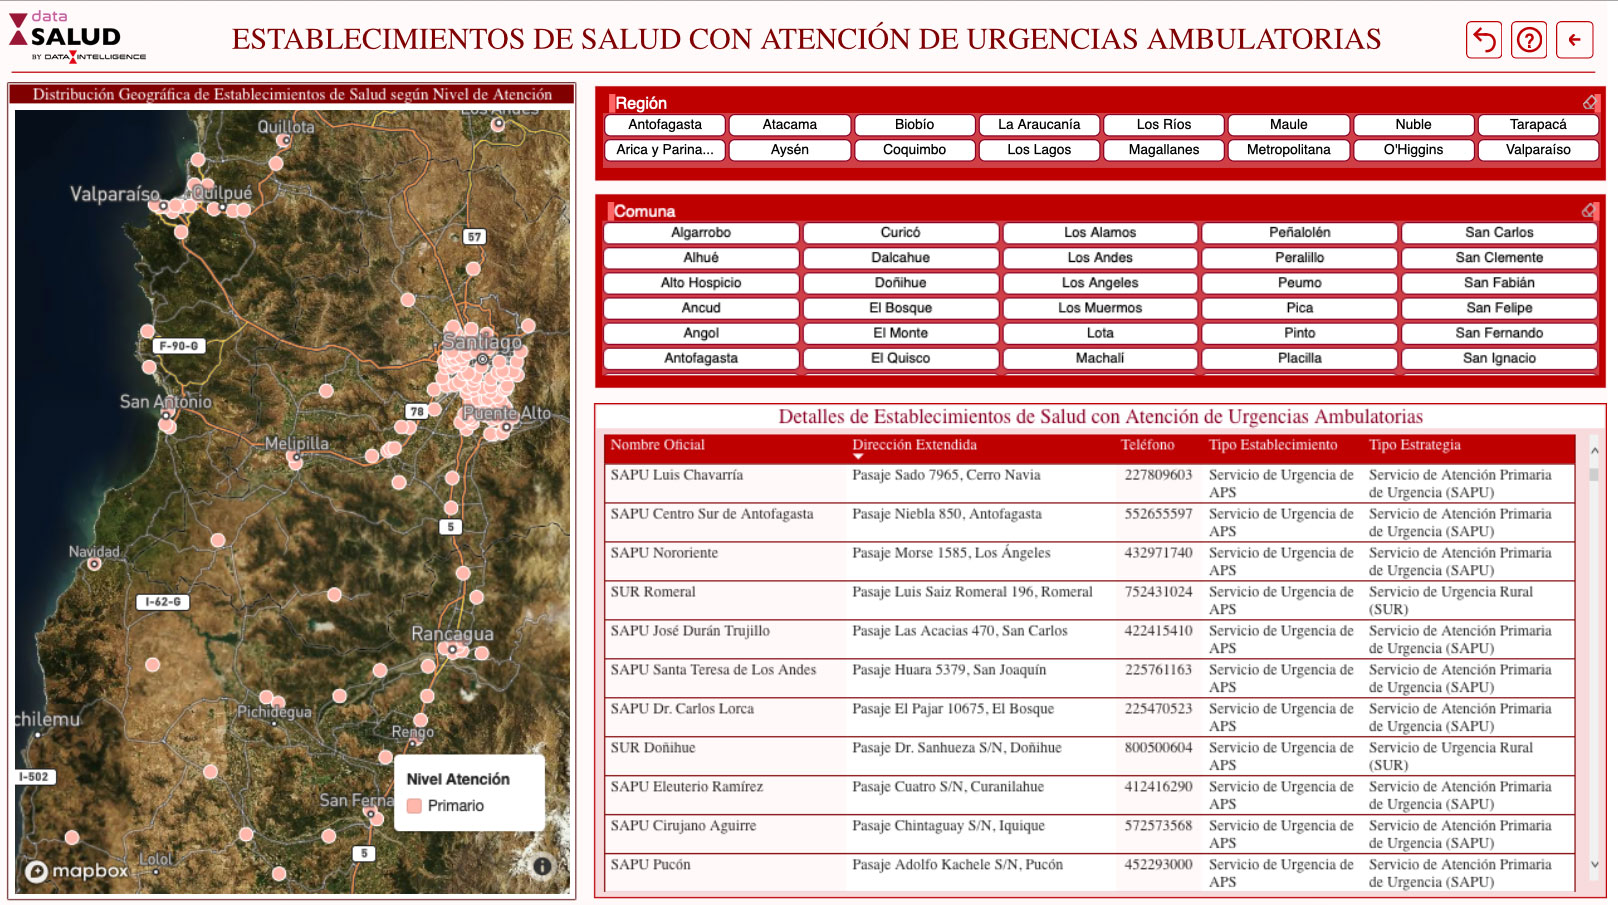 data
SALUD
BY DATA INTELLIGENCE
ESTABLECIMIENTOS DE SALUD CON ATENCIÓN DE URGENCIAS AMBULATORIAS
Distribución Geográfica de Establecimientos de Salud según Nivel de Atención
Los Andes
Quillota
Valparaíso
Quilpué
57
Santiago
F-90-G
San Antonio
78
Puente Alto
Melipilla
5
Navidad
I-62-G
Rancagua
Pichidegua
chilemu
Rengo
I-502
San Ferna
5
Lolol
Nivel Atención
Primario
mapbox
Región
Antofagasta Atacama Biobío La Araucanía Los Ríos Maule Nuble Tarapacá
Arica y Parina... Aysén Coquimbo Los Lagos Magallanes Metropolitana O'Higgins Valparaíso
Comuna
Algarrobo Curicó Los Alamos Peñalolén San Carlos
Alhué Dalcahue Los Andes Peralillo San Clemente
Alto Hospicio Doñihue Los Angeles Peumo San Fabián
Ancud El Bosque Los Muermos Pica San Felipe
Angol El Monte Lota Pinto San Fernando
Antofagasta El Quisco Machalí Placilla San Ignacio
Detalles de Establecimientos de Salud con Atención de Urgencias Ambulatorias
Nombre Oficial Dirección Extendida Teléfono Tipo Establecimiento Tipo Estrategia
SAPU Luis Chavarría Pasaje Sado 7965, Cerro Navia 227809603 Servicio de Urgencia de Servicio de Atención Primaria
APS de Urgencia (SAPU)
SAPU Centro Sur de Antofagasta Pasaje Niebla 850, Antofagasta 552655597 Servicio de Urgencia de Servicio de Atención Primaria
APS de Urgencia (SAPU)
SAPU Nororiente Pasaje Morse 1585, Los Ángeles 432971740 Servicio de Urgencia de Servicio de Atención Primaria
APS de Urgencia (SAPU)
SUR Romeral Pasaje Luis Saiz Romeral 196, Romeral 752431024 Servicio de Urgencia de Servicio de Urgencia Rural
APS (SUR)
SAPU José Durán Trujillo Pasaje Las Acacias 470, San Carlos 422415410 Servicio de Urgencia de Servicio de Atención Primaria
APS de Urgencia (SAPU)
SAPU Santa Teresa de Los Andes Pasaje Huara 5379, San Joaquín 225761163 Servicio de Urgencia de Servicio de Atención Primaria
APS de Urgencia (SAPU)
SAPU Dr. Carlos Lorca Pasaje El Pajar 10675, El Bosque 225470523 Servicio de Urgencia de Servicio de Atención Primaria
APS de Urgencia (SAPU)
SUR Doñihue Pasaje Dr. Sanhueza S/N, Doñihue 800500604 Servicio de Urgencia de Servicio de Urgencia Rural
APS (SUR)
SAPU Eleuterio Ramírez Pasaje Cuatro S/N, Curanilahue 412416290 Servicio de Urgencia de Servicio de Atención Primaria
APS de Urgencia (SAPU)
SAPU Cirujano Aguirre Pasaje Chintaguay S/N, Iquique 572573568 Servicio de Urgencia de Servicio de Atención Primaria
APS de Urgencia (SAPU)
SAPU Pucón Pasaje Adolfo Kachele S/N, Pucón 452293000 Servicio de Urgencia de Servicio de Atención Primaria
APS de Urgencia (SAPU)